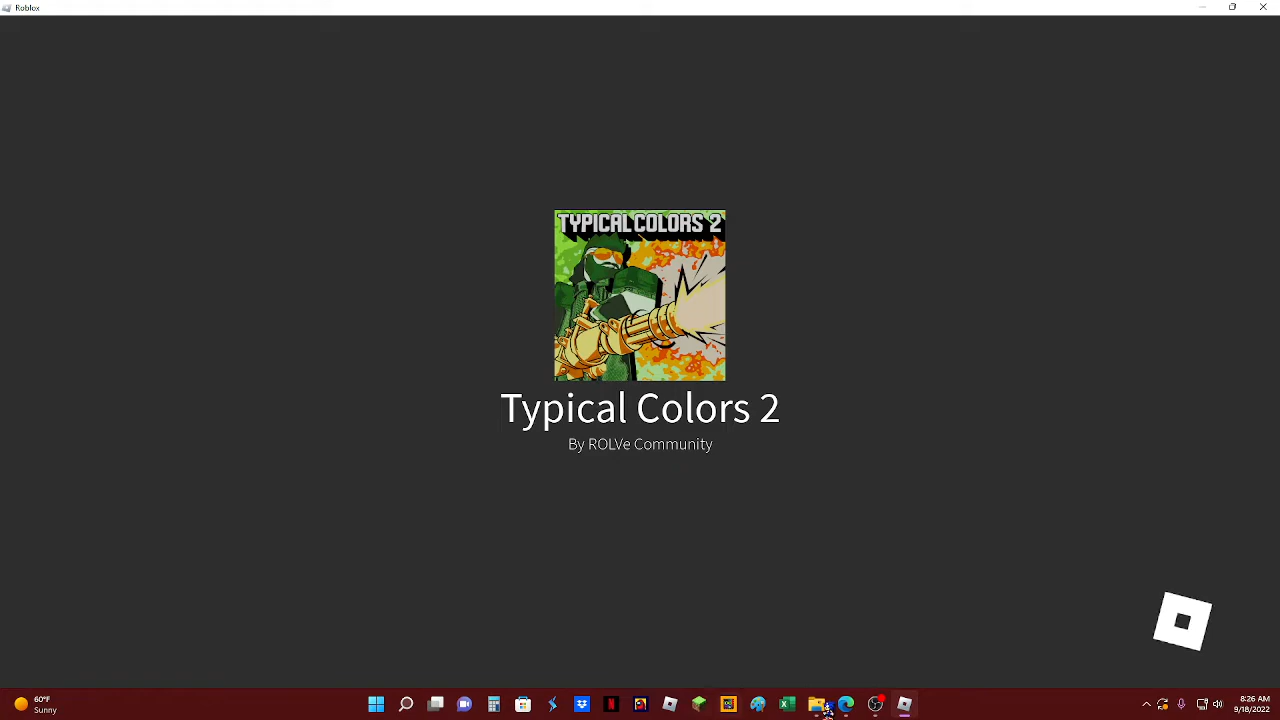 Roblox
TYPICAL COLORS 2
Typical Colors 2
By ROLVe Community
60°F
Sunny
8:26 AM
9/18/2022